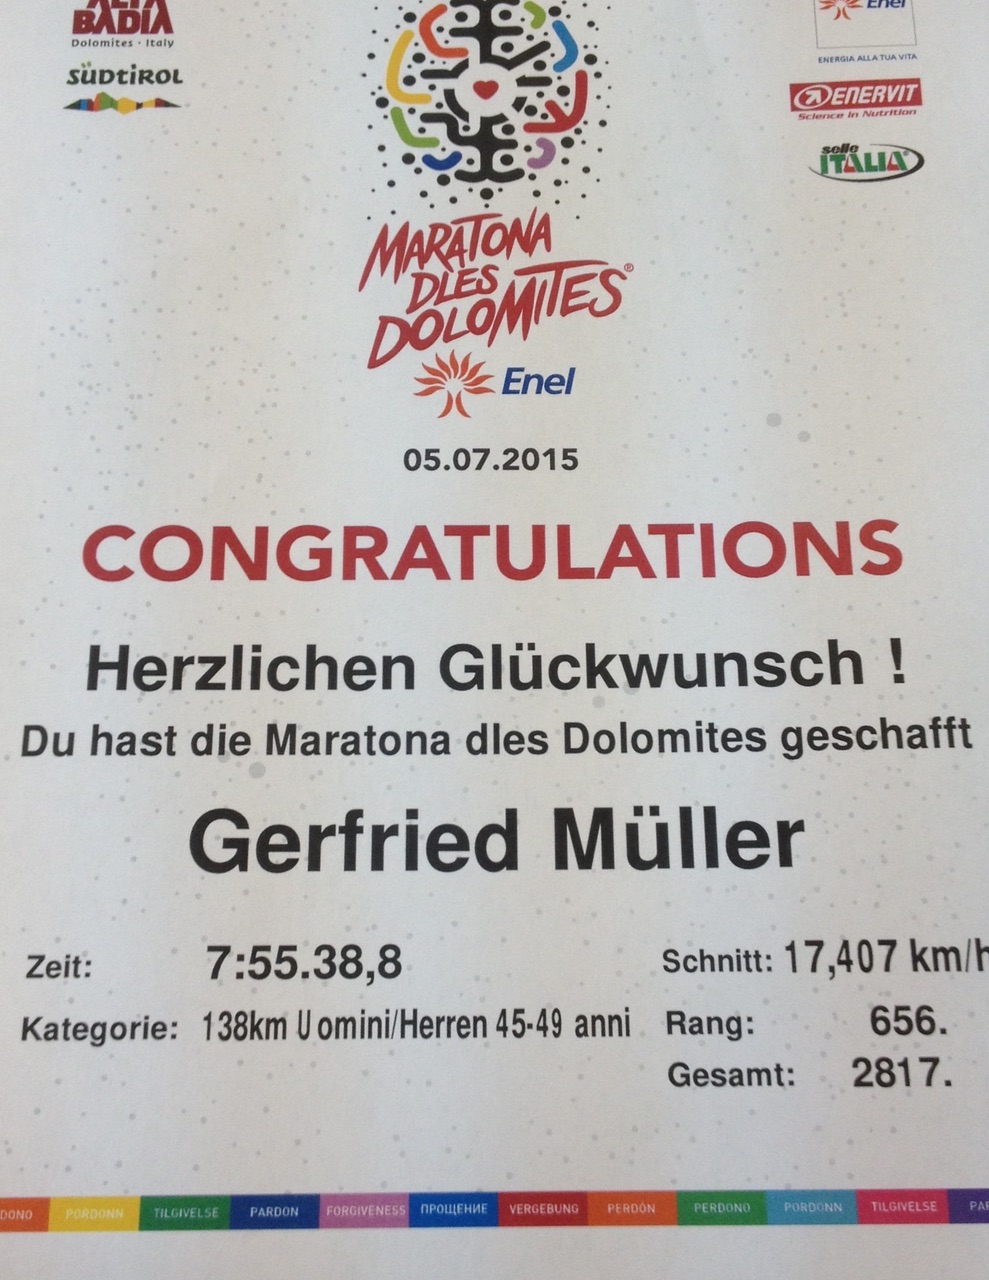 ALTA
BADIA
Dolomites · Italy
SÜDTIROL
Enel
ENERGIA ALLA TUA VITA
ENERVIT
Science in Nutrition
selle
ITALIA®
MARATONA
DLES
DOLOMITES®
Enel
05.07.2015
CONGRATULATIONS
Herzlichen Glückwunsch !
Du hast die Maratona dles Dolomites geschafft
Gerfried Müller
Zeit: 7:55.38,8 Schnitt: 17,407 km/h
Kategorie: 138km Uomini/Herren 45-49 anni Rang: 656.
Gesamt: 2817.
DONO PORDONN TILGIVELSE PARDON FORGIVENESS ПРОЩЕНИЕ VERGEBUNG PERDÓN PERDONO PORDONN TILGIVELSE PAR